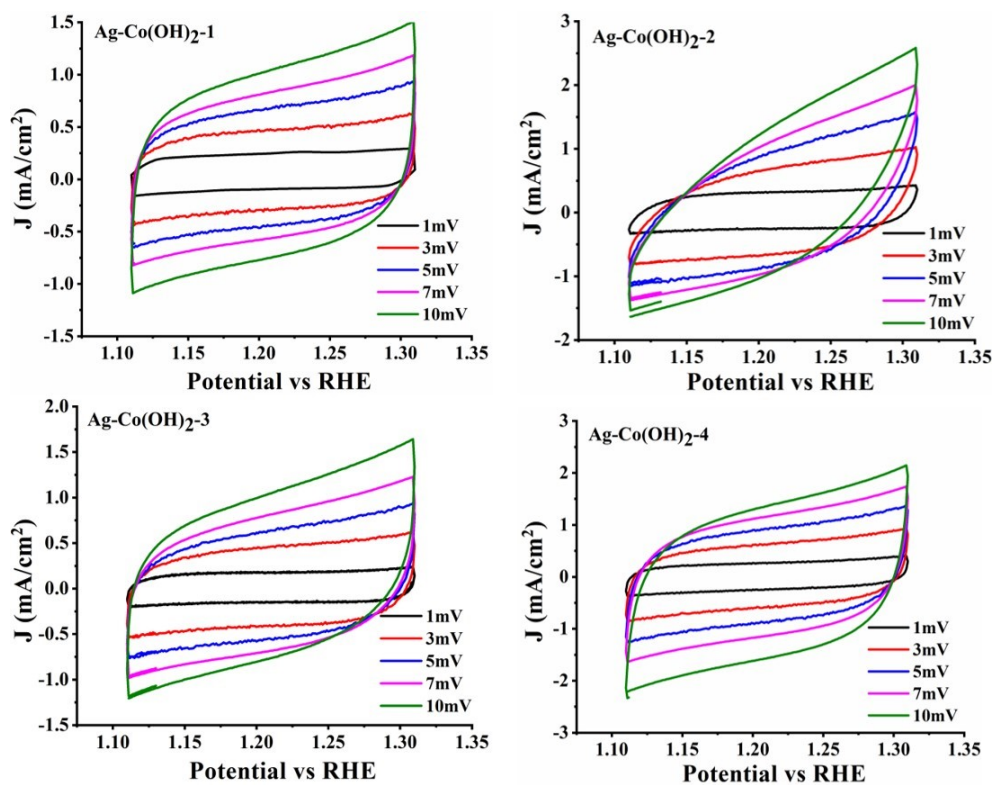 Ag-Co(OH)2-1
1.5
1.0
0.5
0.0
-0.5
-1.0
-1.5
J (mA/cm2)
1mV
3mV
5mV
7mV
10mV
1.10 1.15 1.20 1.25 1.30 1.35
Potential vs RHE
Ag-Co(OH)2-2
3
2
1
0
-1
-2
J (mA/cm2)
1mV
3mV
5mV
7mV
10mV
1.10 1.15 1.20 1.25 1.30 1.35
Potential vs RHE
Ag-Co(OH)2-3
2.0
1.5
1.0
0.5
0.0
-0.5
-1.0
-1.5
J (mA/cm2)
1mV
3mV
5mV
7mV
10mV
1.10 1.15 1.20 1.25 1.30 1.35
Potential vs RHE
Ag-Co(OH)2-4
3
2
1
0
-1
-2
-3
J (mA/cm2)
1mV
3mV
5mV
7mV
10mV
1.10 1.15 1.20 1.25 1.30 1.35
Potential vs RHE